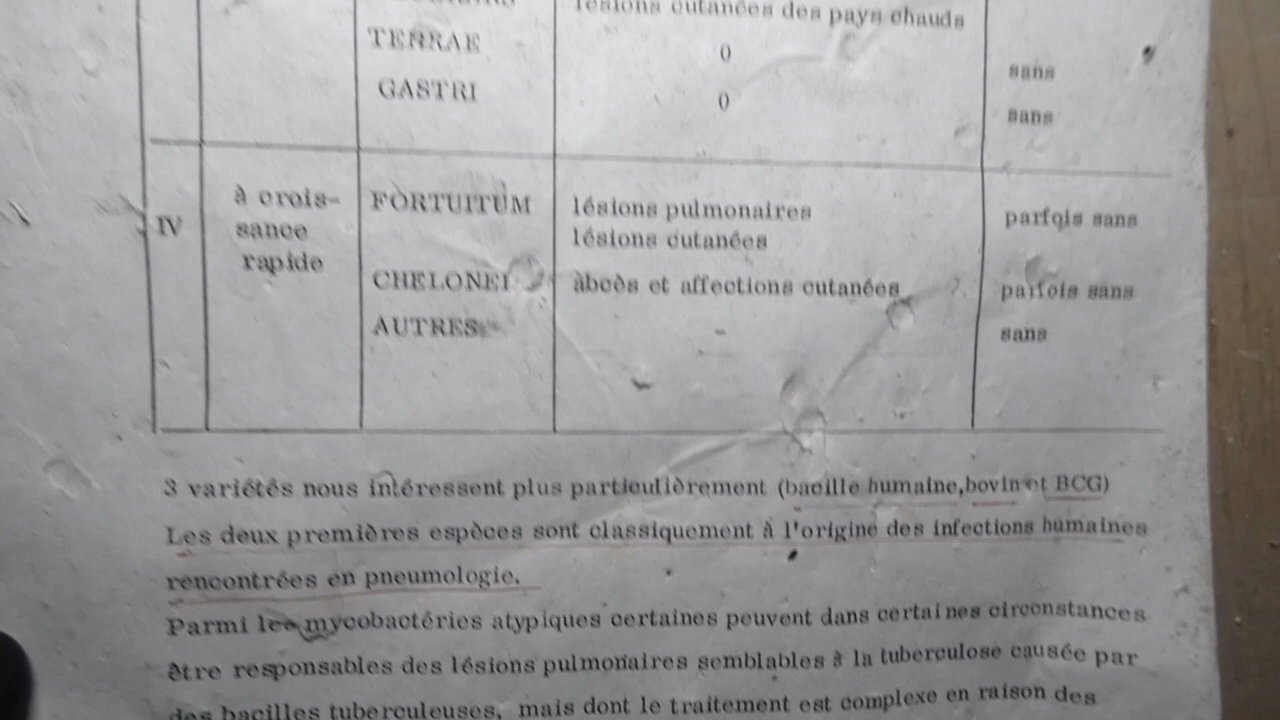 lésions cutanées des pays chauds
TERRAE 0 sans
GASTRI 0 sans
IV à crois- FORTUITUM lésions pulmonaires parfois sans
sance lésions cutanées
rapide
CHELONEI àbcès et affections cutanées parfois sans
AUTRES - sans
3 variétés nous intéressent plus particulièrement (bacille humaine,bovin et BCG)
Les deux premières espèces sont classiquement à l'origine des infections humaines
rencontrées en pneumologie.
Parmi les mycobactéries atypiques certaines peuvent dans certaines circonstances
être responsables des lésions pulmonaires semblables à la tuberculose causée par
des bacilles tuberculeuses, mais dont le traitement est complexe en raison des